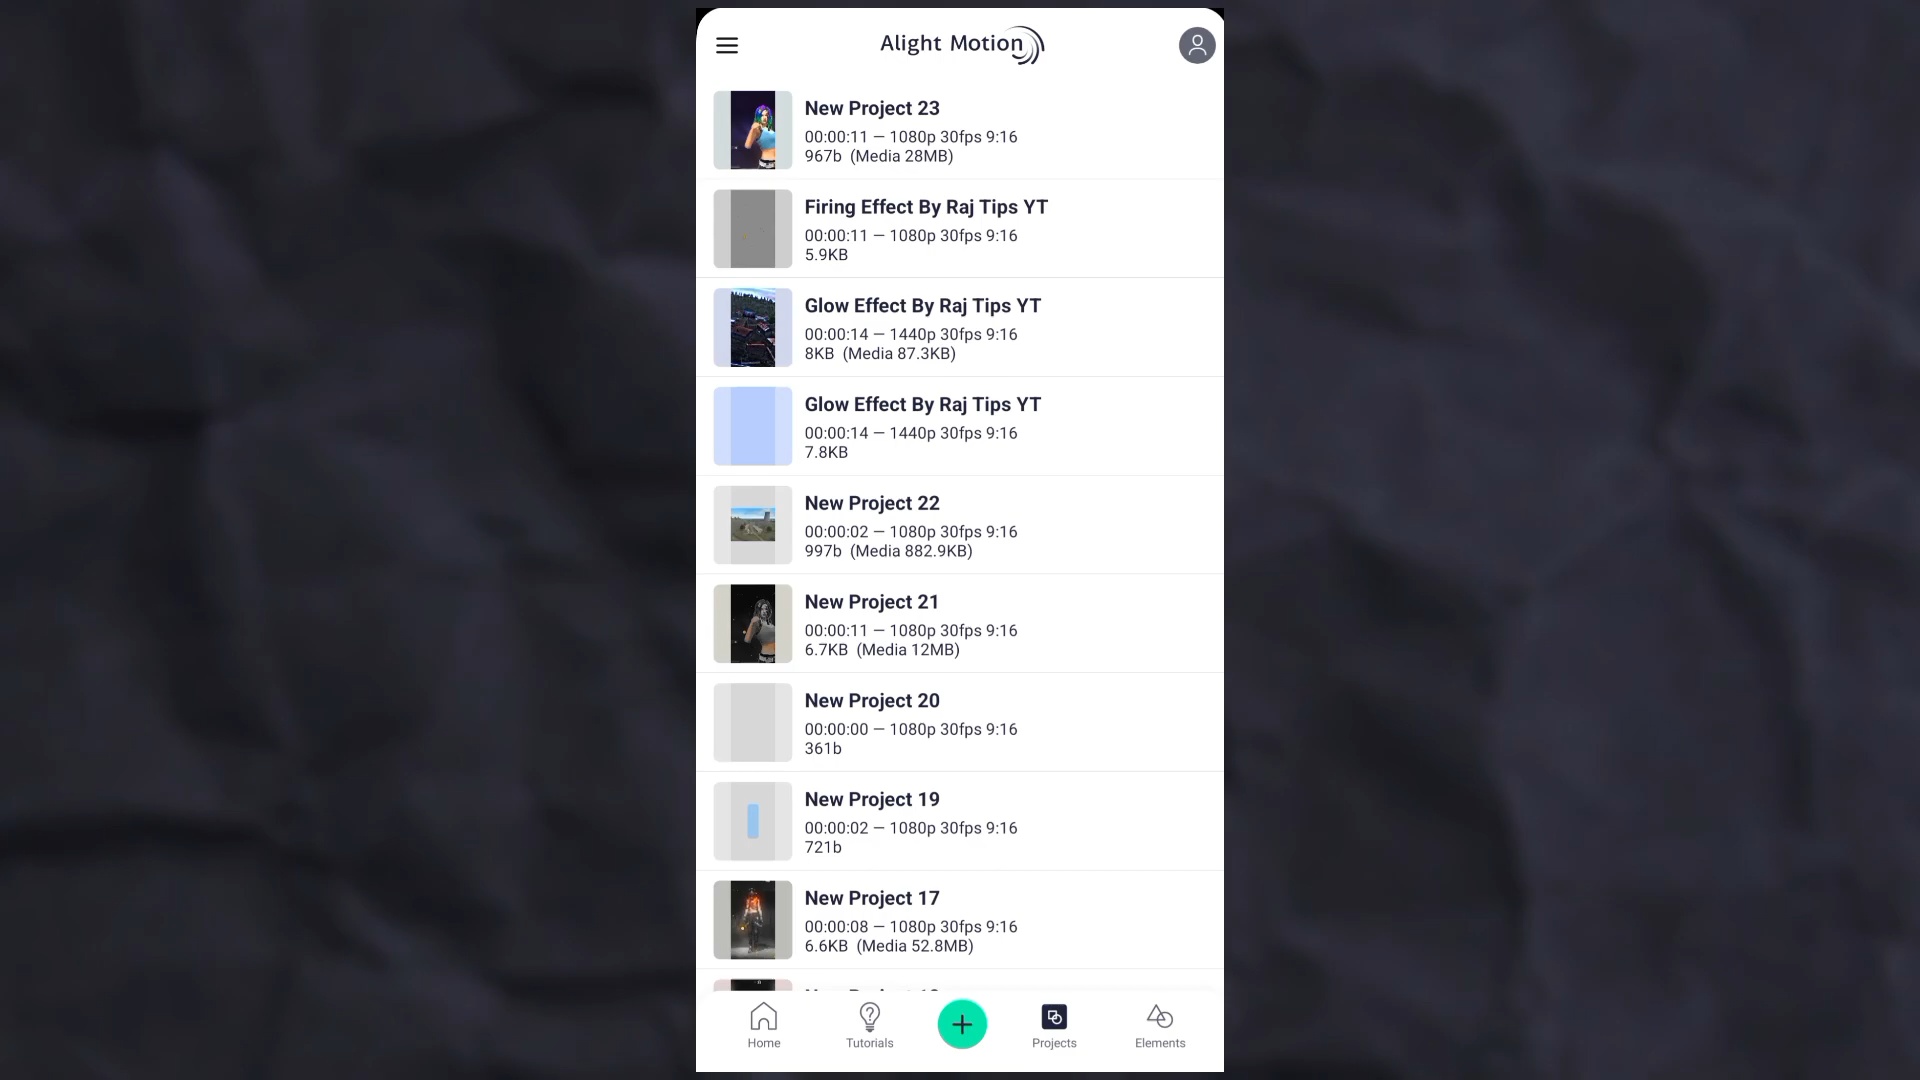 Alight Motion
New Project 23
00:00:11 — 1080p 30fps 9:16
967b (Media 28MB)
Firing Effect By Raj Tips YT
00:00:11 — 1080p 30fps 9:16
5.9KB
Glow Effect By Raj Tips YT
00:00:14 — 1440p 30fps 9:16
8KB (Media 87.3KB)
Glow Effect By Raj Tips YT
00:00:14 — 1440p 30fps 9:16
7.8KB
New Project 22
00:00:02 — 1080p 30fps 9:16
997b (Media 882.9KB)
New Project 21
00:00:11 — 1080p 30fps 9:16
6.7KB (Media 12MB)
New Project 20
00:00:00 — 1080p 30fps 9:16
361b
New Project 19
00:00:02 — 1080p 30fps 9:16
721b
New Project 17
00:00:08 — 1080p 30fps 9:16
6.6KB (Media 52.8MB)
Home
Tutorials
Projects
Elements